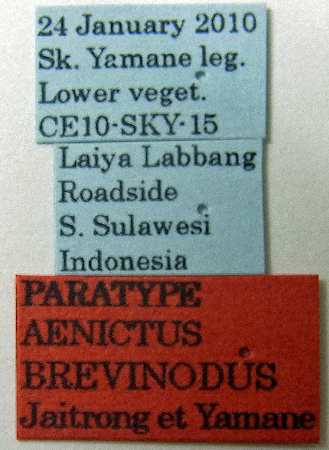 24 January 2010
Sk. Yamane leg.
Lower veget.
CE10-SKY-15
Laiya Labbang
Roadside
S. Sulawesi
Indonesia
PARATYPE
AENICTUS
BREVINODUS
Jaitrong et Yamane